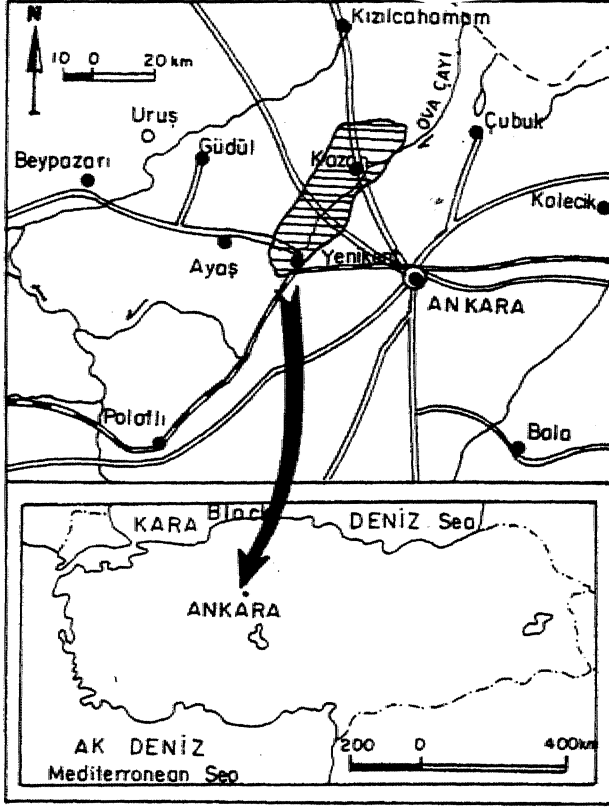 N
Kızılcahamam
10 0 20 km
OVA ÇAYI
Uruş
Çubuk
Güdül
Beypazarı
Kazan
Kalecik
Ayaş
Yenikent
ANKARA
Polatlı
Bala
KARA Black DENİZ Sea
ANKARA
AK DENİZ
Mediterranean Sea
200 0 400km